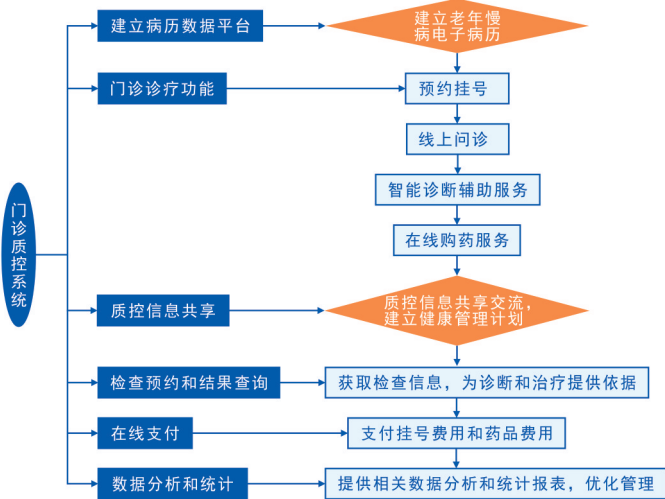 门诊质控系统
建立病历数据平台
建立老年慢
病电子病历
门诊诊疗功能
预约挂号
线上问诊
智能诊断辅助服务
在线购药服务
质控信息共享
质控信息共享交流，
建立健康管理计划
检查预约和结果查询
获取检查信息，为诊断和治疗提供依据
在线支付
支付挂号费用和药品费用
数据分析和统计
提供相关数据分析和统计报表，优化管理